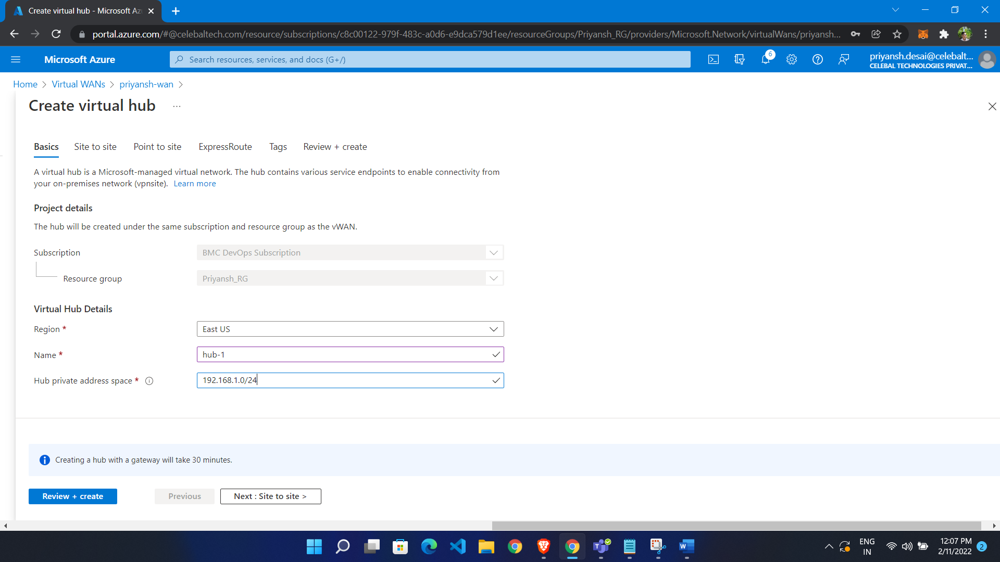 Create virtual hub - Microsoft Az
portal.azure.com/#@celebaltech.com/resource/subscriptions/c8c00122-979f-483c-a0d6-e9dca579d1ee/resourceGroups/Priyansh_RG/providers/Microsoft.Network/virtualWans/priyansh...
Microsoft Azure
Search resources, services, and docs (G+/)
6
priyansh.desai@celebalt...
CELEBAL TECHNOLOGIES PRIVAT...
Home > Virtual WANs > priyansh-wan >
Create virtual hub ...
Basics Site to site Point to site ExpressRoute Tags Review + create
A virtual hub is a Microsoft-managed virtual network. The hub contains various service endpoints to enable connectivity from
your on-premises network (vpnsite). Learn more
Project details
The hub will be created under the same subscription and resource group as the vWAN.
Subscription BMC DevOps Subscription
Resource group Priyansh_RG
Virtual Hub Details
Region * East US
Name * hub-1
Hub private address space * 192.168.1.0/24
Creating a hub with a gateway will take 30 minutes.
Review + create Previous Next : Site to site >
ENG
IN
12:07 PM
2/11/2022
2